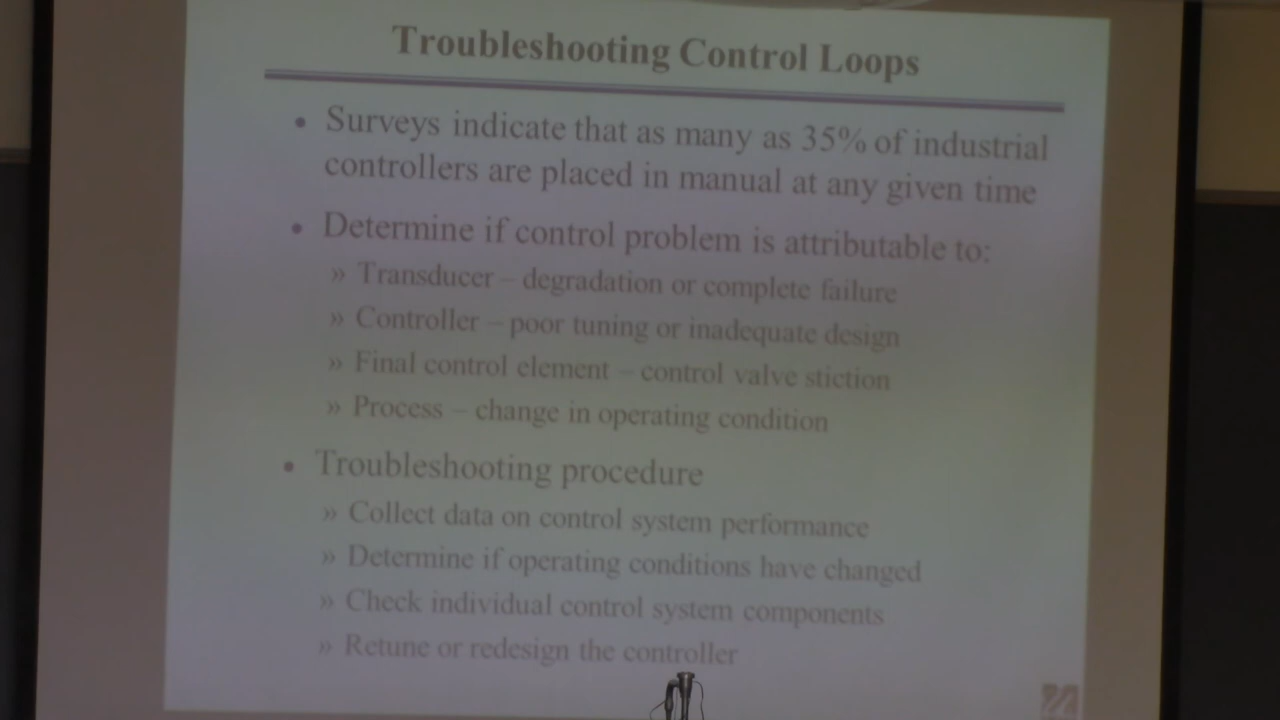 Troubleshooting Control Loops
• Surveys indicate that as many as 35% of industrial
controllers are placed in manual at any given time
• Determine if control problem is attributable to:
» Transducer – degradation or complete failure
» Controller – poor tuning or inadequate design
» Final control element – control valve stiction
» Process – change in operating condition
• Troubleshooting procedure
» Collect data on control system performance
» Determine if operating conditions have changed
» Check individual control system components
» Retune or redesign the controller